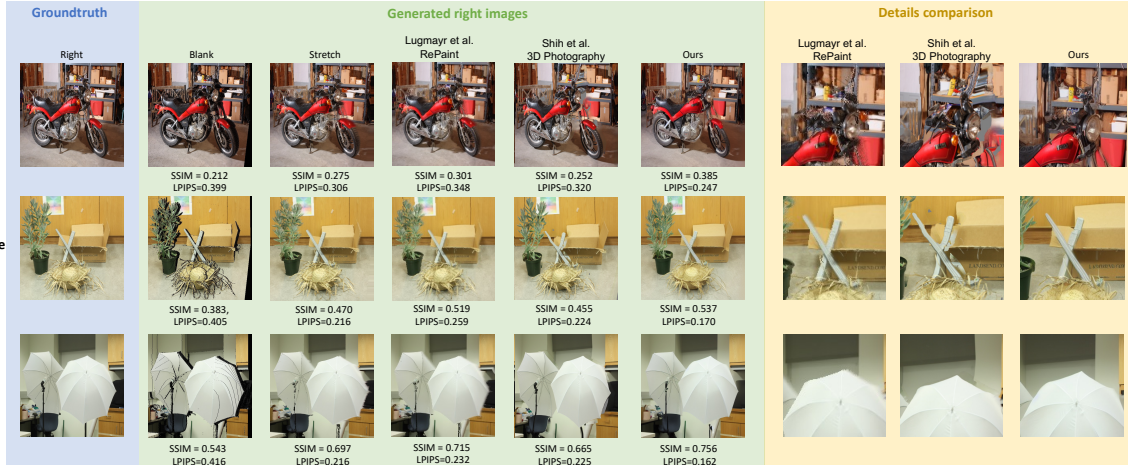 Groundtruth
Generated right images
Details comparison
Right
Blank
Stretch
Lugmayr et al.
RePaint
Shih et al.
3D Photography
Ours
Lugmayr et al.
RePaint
Shih et al.
3D Photography
Ours
SSIM = 0.212
LPIPS=0.399
SSIM = 0.275
LPIPS=0.306
SSIM = 0.301
LPIPS=0.348
SSIM = 0.252
LPIPS=0.320
SSIM = 0.385
LPIPS=0.247
e
SSIM = 0.383,
LPIPS=0.405
SSIM = 0.470
LPIPS=0.216
SSIM = 0.519
LPIPS=0.259
SSIM = 0.455
LPIPS=0.224
SSIM = 0.537
LPIPS=0.170
SSIM = 0.543
LPIPS=0.416
SSIM = 0.697
LPIPS=0.216
SSIM = 0.715
LPIPS=0.232
SSIM = 0.665
LPIPS=0.225
SSIM = 0.756
LPIPS=0.162